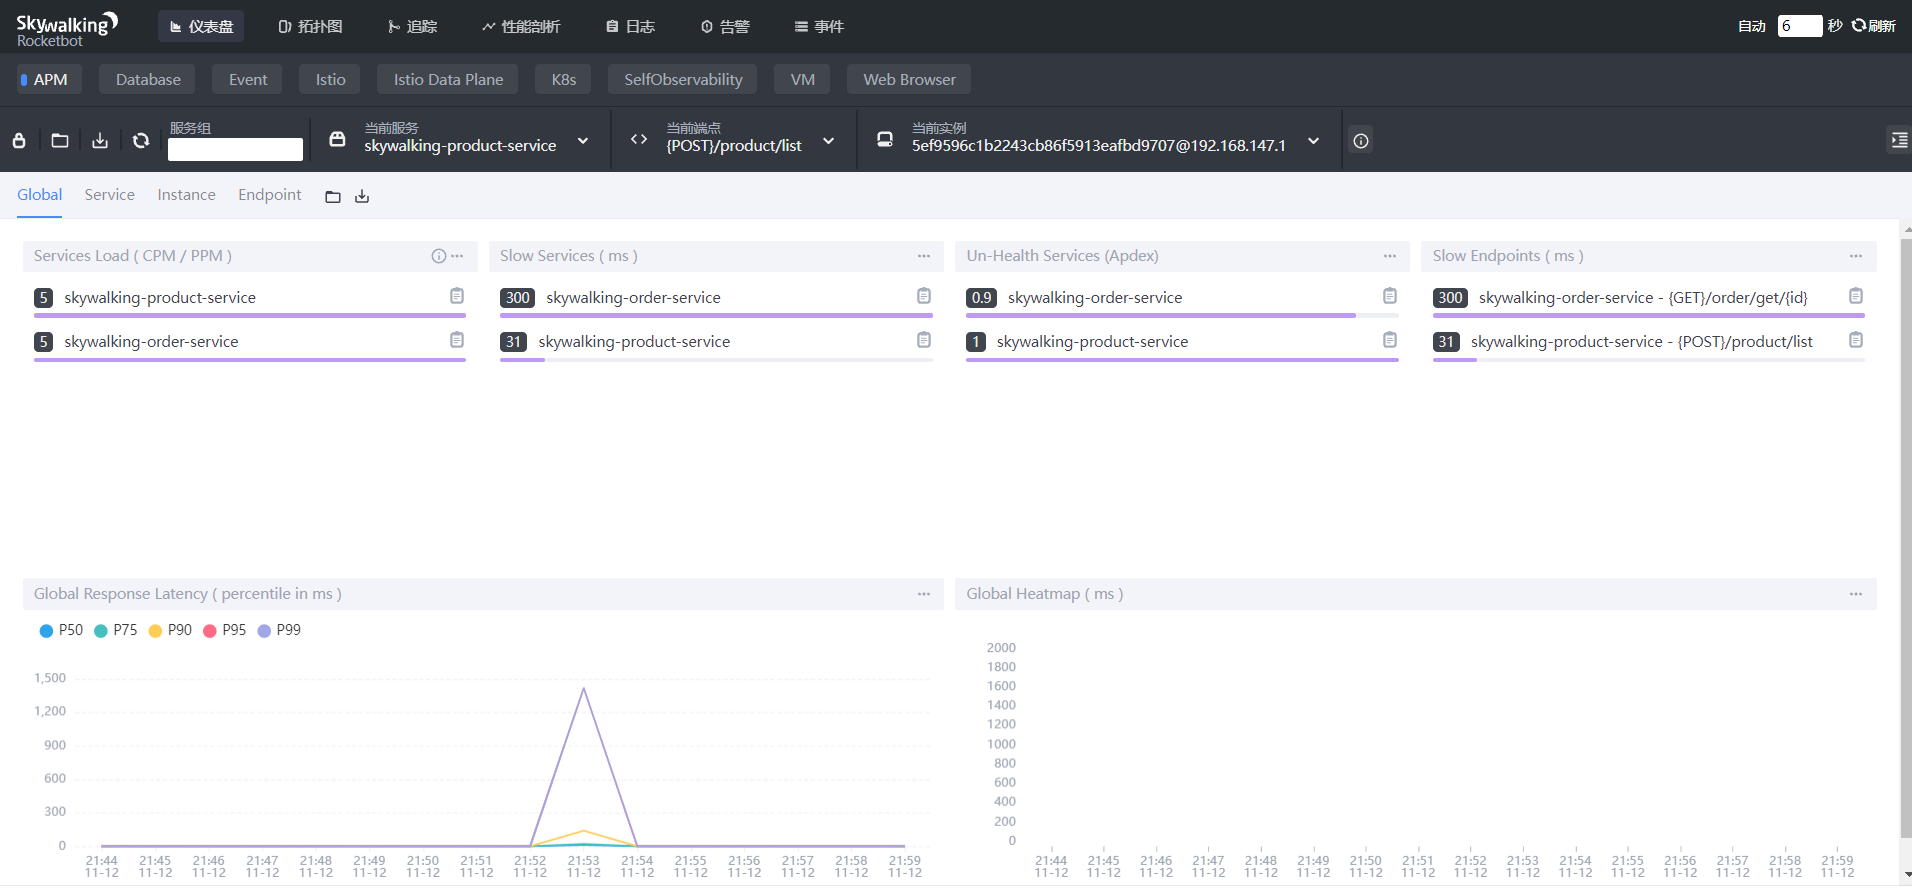 Skywalking
Rocketbot
仪表盘 拓扑图 追踪 性能剖析 日志 告警 事件
自动 6 秒 刷新
APM Database Event Istio Istio Data Plane K8s SelfObservability VM Web Browser
服务组 当前服务 当前端点 当前实例
skywalking-product-service {POST}/product/list 5ef9596c1b2243cb86f5913eafbd9707@192.168.147.1
Global Service Instance Endpoint
Services Load ( CPM / PPM )
5 skywalking-product-service
5 skywalking-order-service
Slow Services ( ms )
300 skywalking-order-service
31 skywalking-product-service
Un-Health Services (Apdex)
0.9 skywalking-order-service
1 skywalking-product-service
Slow Endpoints ( ms )
300 skywalking-order-service - {GET}/order/get/{id}
31 skywalking-product-service - {POST}/product/list
Global Response Latency ( percentile in ms )
P50 P75 P90 P95 P99
1,500
1,200
900
600
300
0
21:44 21:45 21:46 21:47 21:48 21:49 21:50 21:51 21:52 21:53 21:54 21:55 21:56 21:57 21:58 21:59
11-12 11-12 11-12 11-12 11-12 11-12 11-12 11-12 11-12 11-12 11-12 11-12 11-12 11-12 11-12 11-12
Global Heatmap ( ms )
2000
1800
1600
1400
1200
1000
800
600
400
200
0
21:44 21:45 21:46 21:47 21:48 21:49 21:50 21:51 21:52 21:53 21:54 21:55 21:56 21:57 21:58 21:59
11-12 11-12 11-12 11-12 11-12 11-12 11-12 11-12 11-12 11-12 11-12 11-12 11-12 11-12 11-12 11-12